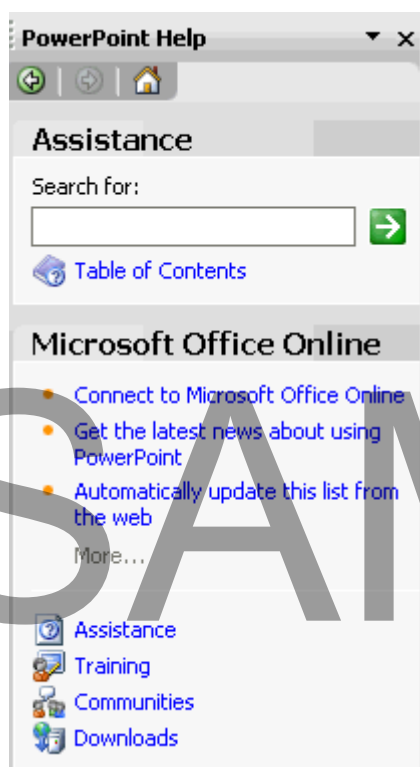 PowerPoint Help
Assistance
Search for:
Table of Contents
Microsoft Office Online
Connect to Microsoft Office Online
Get the latest news about using
PowerPoint
Automatically update this list from
the web
More...
Assistance
Training
Communities
Downloads